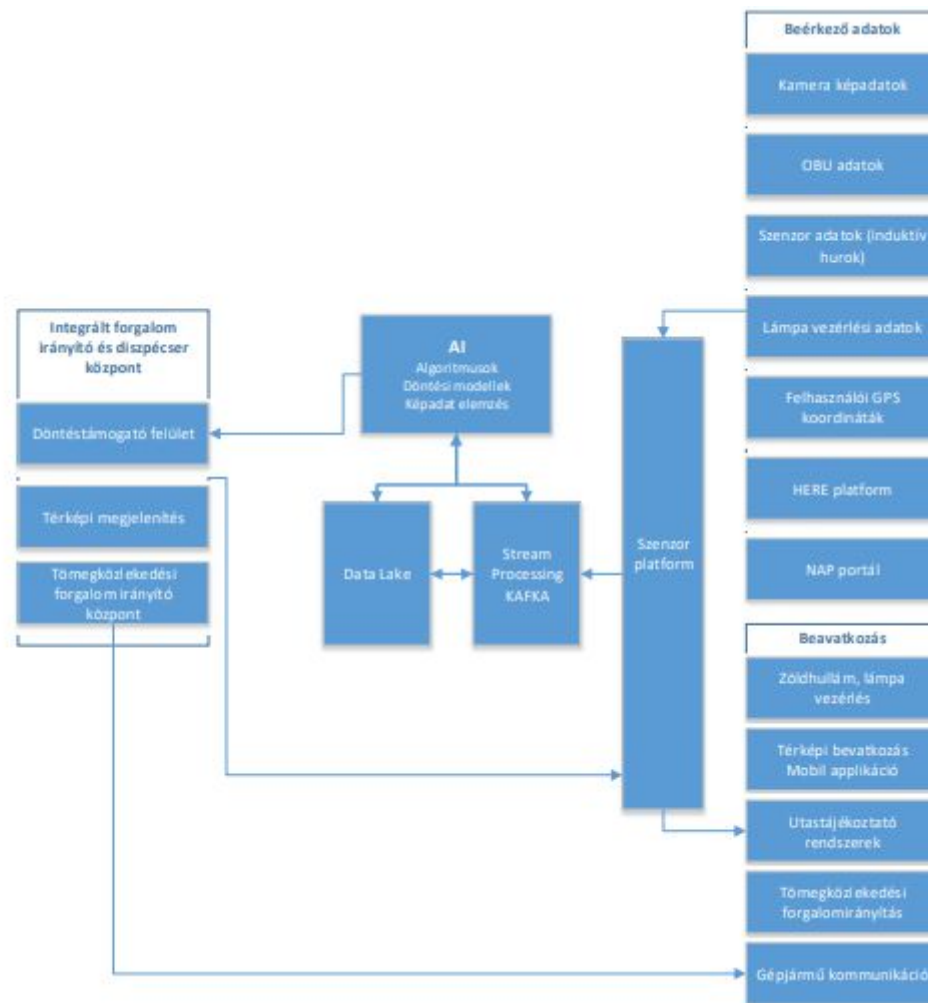 Beérkező adatok
Kamera képadatok
OBU adatok
Szenzor adatok (induktív
hurok)
Lámpa vezérlési adatok
Felhasználói GPS
koordináták
HERE platform
NAP portál
Integrált forgalom
irányító és diszpécser
központ
Döntéstámogató felület
Térképi megjelenítés
Tömegközlekedési
forgalom irányító
központ
AI
Algoritmusok
Döntési modellek
Képadat elemzés
Data Lake
Stream
Processing
KAFKA
Szenzor
platform
Beavatkozás
Zöldhullám, lámpa
vezérlés
Térképi bevatkozás
Mobil applikáció
Utastájékoztató
rendszerek
Tömegközlekedési
forgalomirányítás
Gépjármű kommunikáció